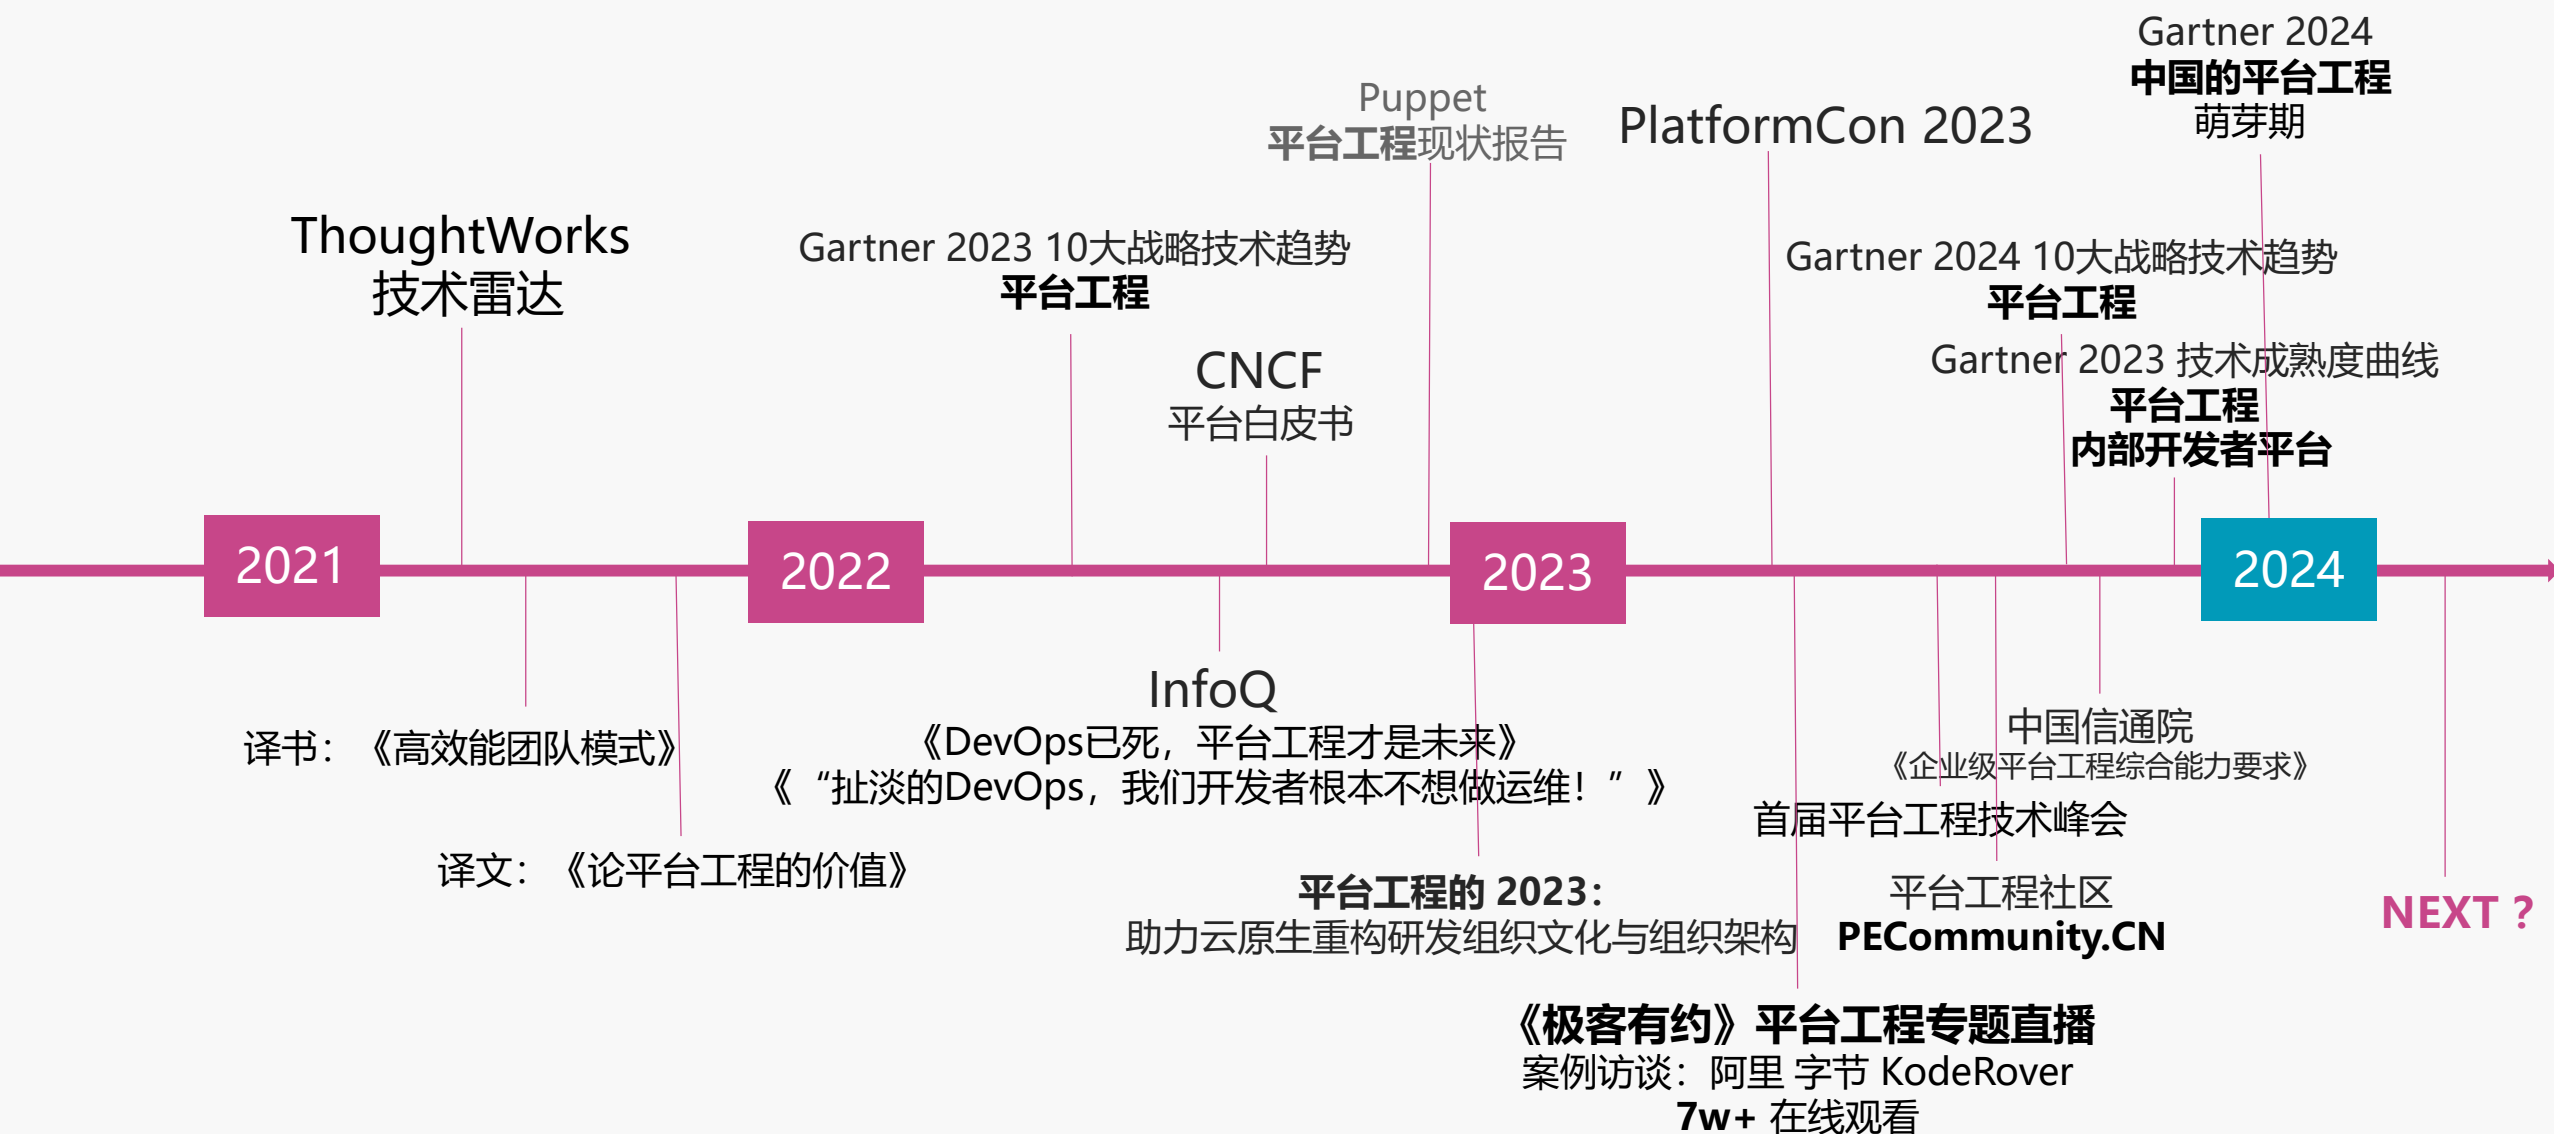 Gartner 2024
中国的平台工程
萌芽期
Puppet
平台工程现状报告
PlatformCon 2023
ThoughtWorks
技术雷达
Gartner 2023 10大战略技术趋势
平台工程
Gartner 2024 10大战略技术趋势
平台工程
CNCF
平台白皮书
Gartner 2023 技术成熟度曲线
平台工程
内部开发者平台
2021
2022
2023
2024
译书：《高效能团队模式》
译文：《论平台工程的价值》
InfoQ
《DevOps已死，平台工程才是未来》
《“扯淡的DevOps，我们开发者根本不想做运维！”》
平台工程的 2023：
助力云原生重构研发组织文化与组织架构
中国信通院
《企业级平台工程综合能力要求》
首届平台工程技术峰会
平台工程社区
PECommunity.CN
NEXT ?
《极客有约》平台工程专题直播
案例访谈：阿里 字节 KodeRover
7w+ 在线观看